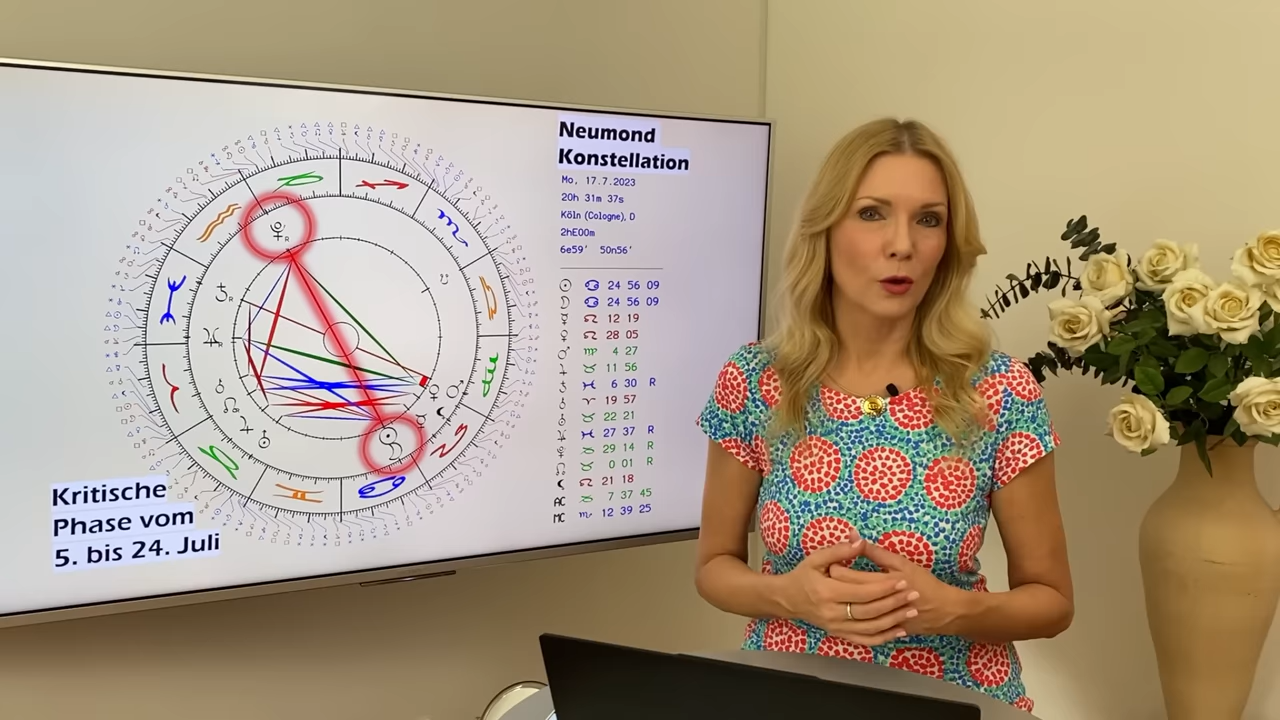 Neumond
Konstellation
Mo, 17.7.2023
20h 31m 37s
Köln (Cologne), D
2hE00m
6e59' 50n56'
24 56 09
24 56 09
12 19
28 05
4 27
11 56
6 30 R
19 57
22 21
27 37 R
29 14 R
0 01 R
21 18
AC 7 37 45
MC 12 39 25
Kritische
Phase vom
5. bis 24. Juli